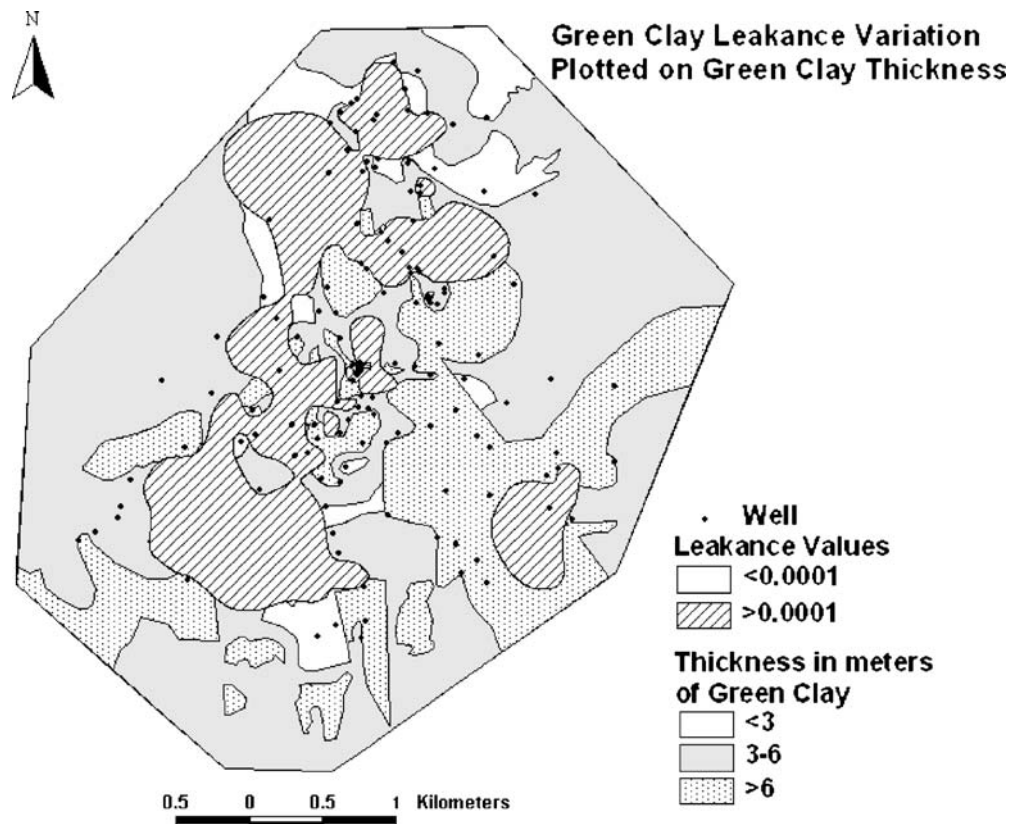 N
Green Clay Leakance Variation
Plotted on Green Clay Thickness
Well
Leakance Values
<0.0001
>0.0001
Thickness in meters
of Green Clay
<3
3-6
>6
0.5 0 0.5 1 Kilometers